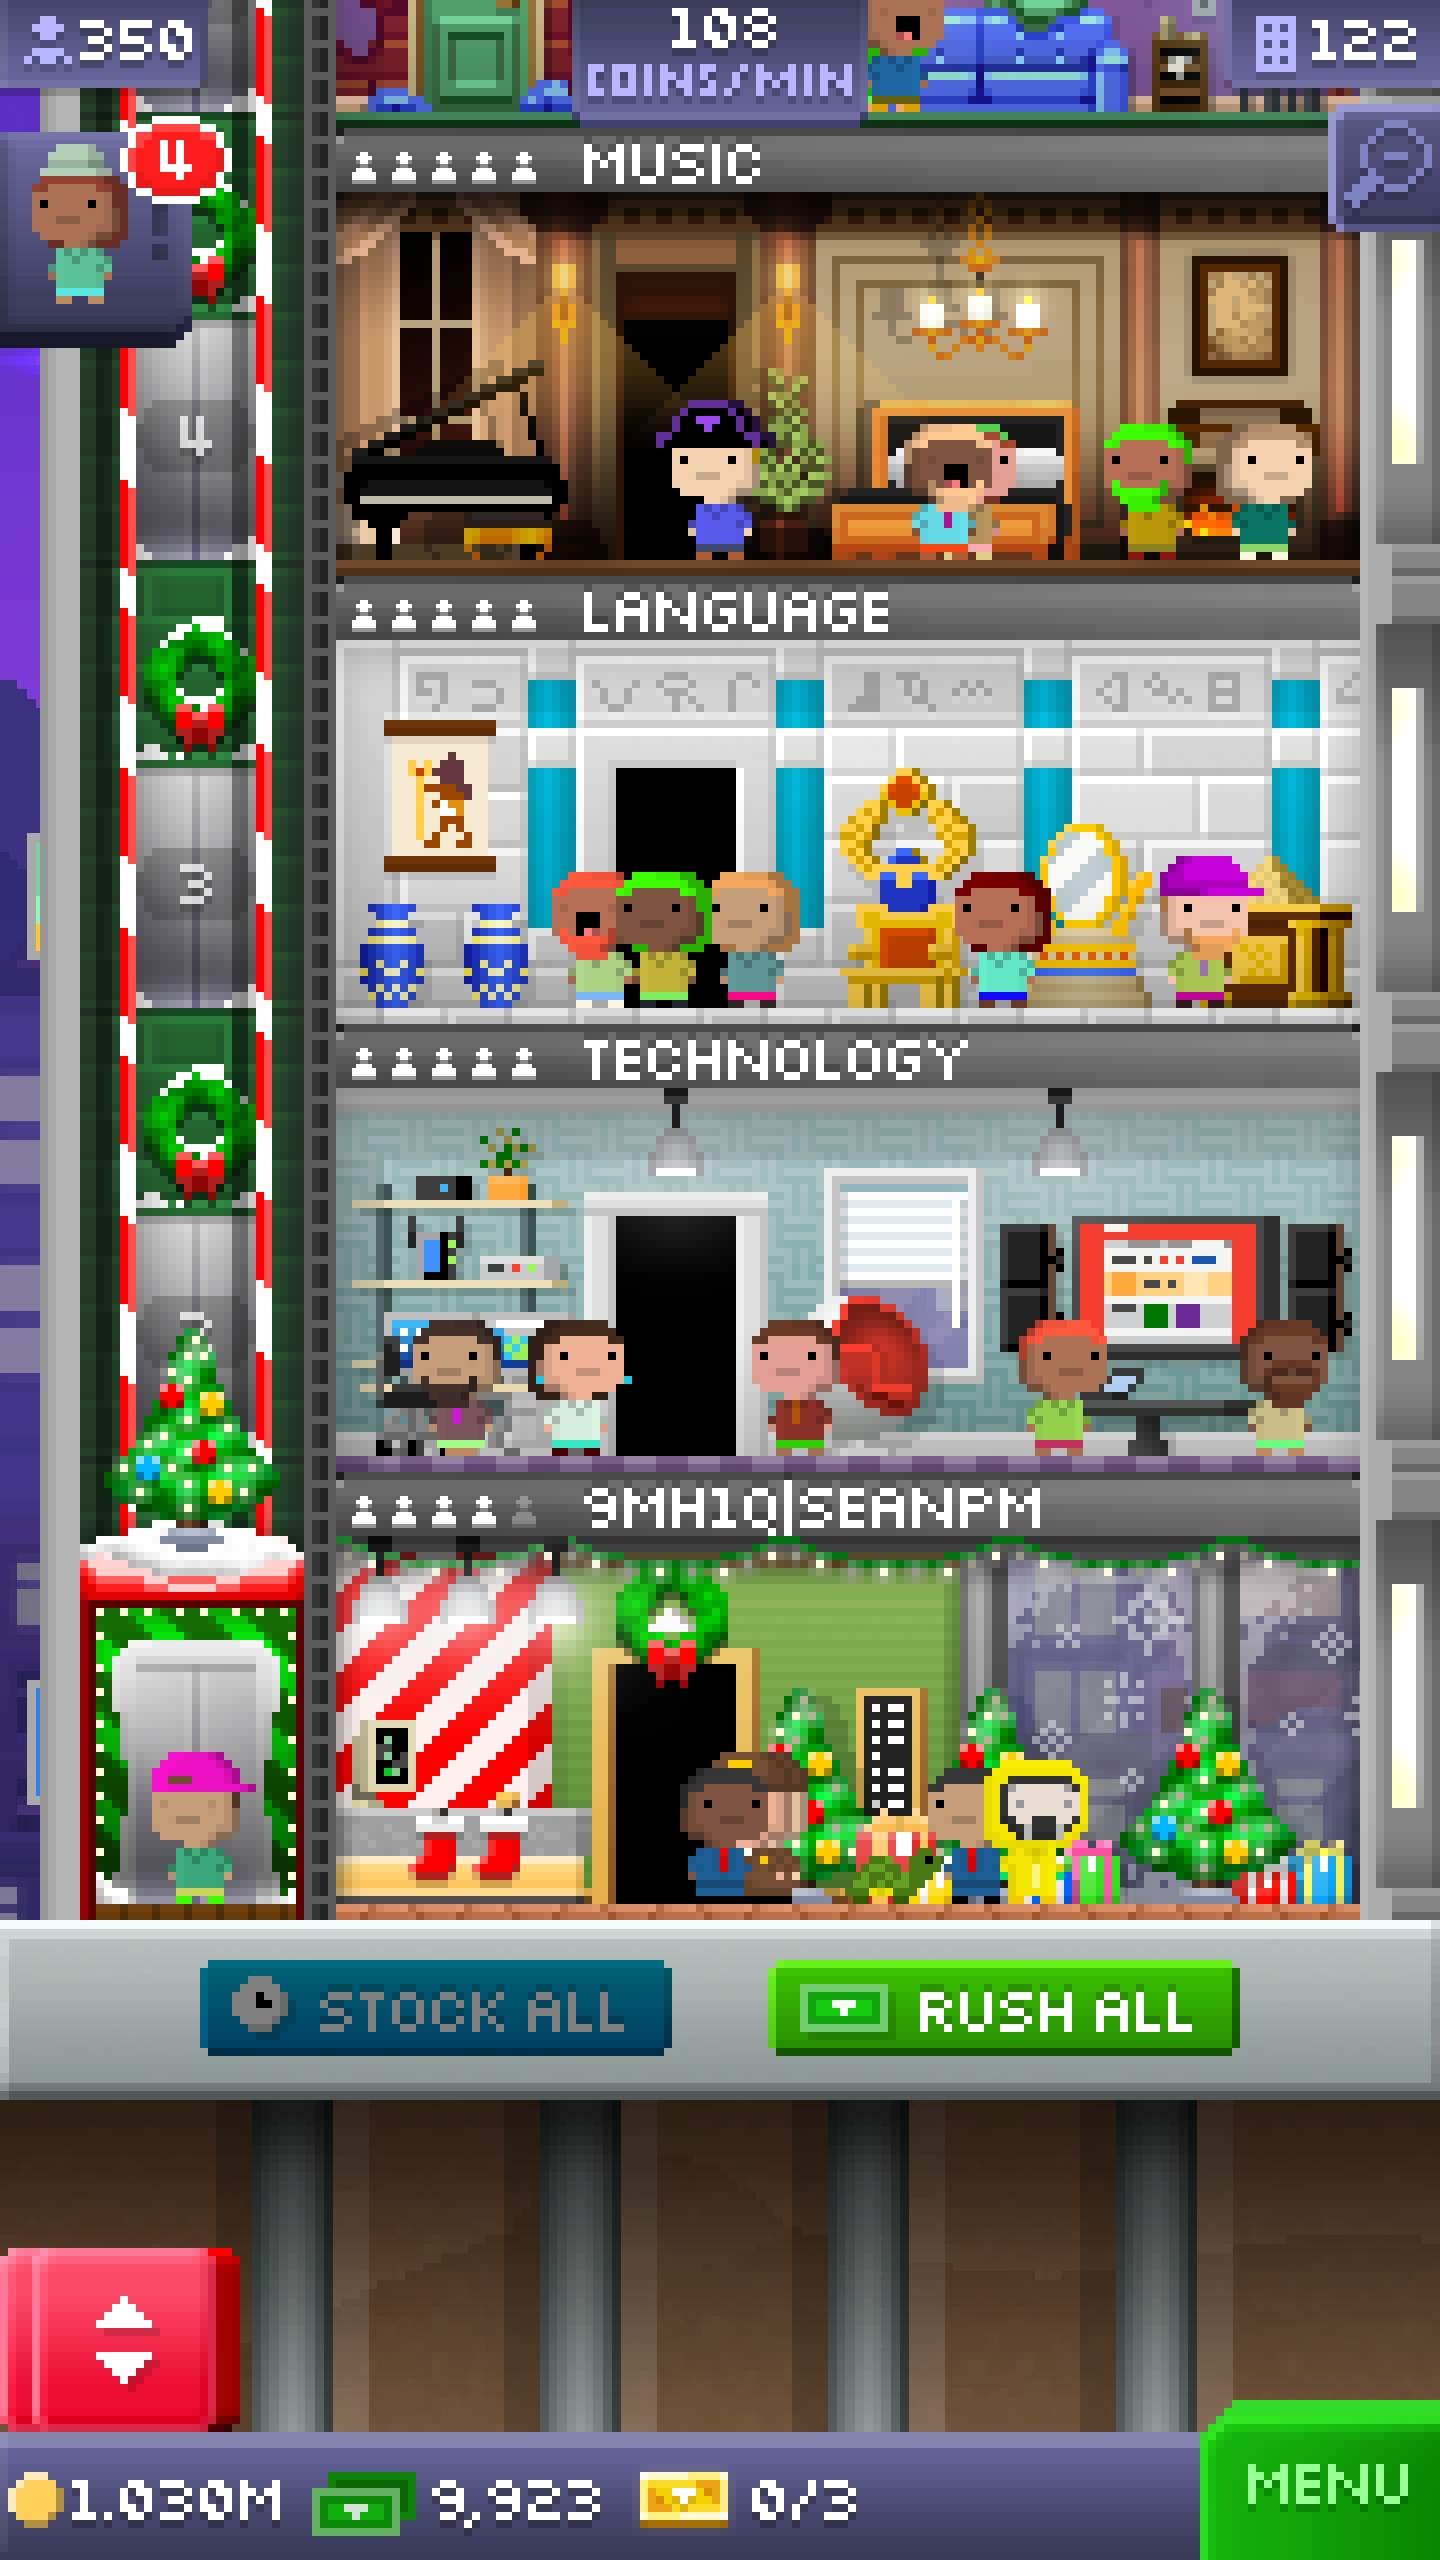 350
108
COINS/MIN
122
4
MUSIC
4
LANGUAGE
3
TECHNOLOGY
2
9MH1Q|SEANPM
STOCK ALL
RUSH ALL
1.030M
9,923
0/3
MENU